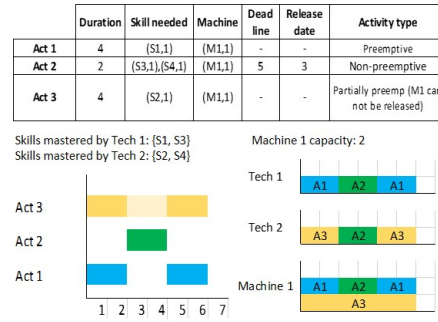 Duration Skill needed Machine Dead line Release date Activity type
Act 1 4 (S1,1) (M1,1) - - Preemptive
Act 2 2 (S3,1),(S4,1) (M1,1) 5 3 Non-preemptive
Act 3 4 (S2,1) (M1,1) - - Partially preemp (M1 can not be released)
Skills mastered by Tech 1: {S1, S3}
Skills mastered by Tech 2: {S2, S4}
Machine 1 capacity: 2
Act 3
Act 2
Act 1
1 2 3 4 5 6 7
Tech 1
A1 A2 A1
Tech 2
A3 A2 A3
Machine 1
A1 A2 A1
A3